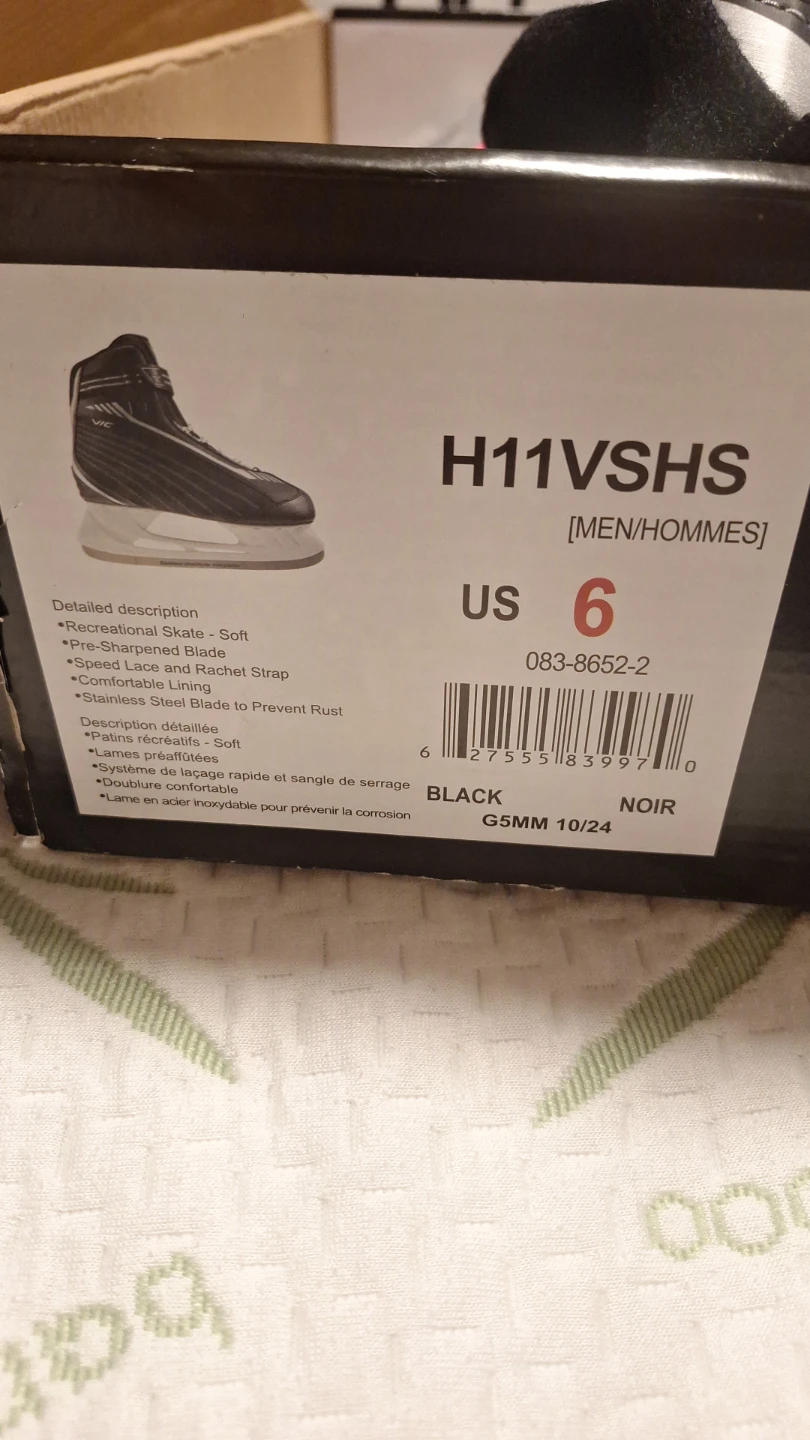 VIC
H11VSHS
[MEN/HOMMES]
US 6
083-8652-2
6 27555 83997 0
BLACK NOIR
G5MM 10/24
Detailed description
•Recreational Skate - Soft
•Pre-Sharpened Blade
•Speed Lace and Rachet Strap
•Comfortable Lining
•Stainless Steel Blade to Prevent Rust
Description détaillée
•Patins récréatifs - Soft
•Lames préaffûtées
•Système de laçage rapide et sangle de serrage
•Doublure confortable
•Lame en acier inoxydable pour prévenir la corrosion